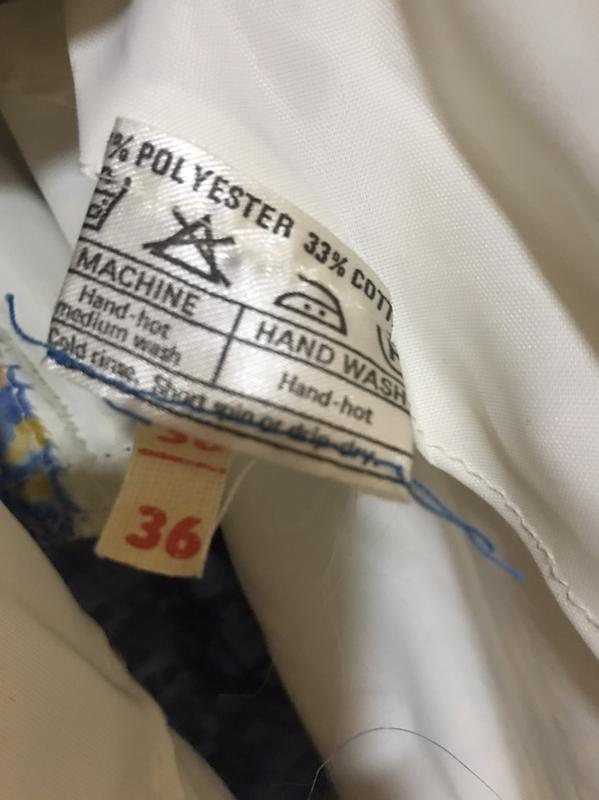 % POLYESTER 33% COTT
MACHINE
Hand-hot
medium wash
HAND WASH
Hand-hot
Cold rinse. Short spin or drip-dry.
36